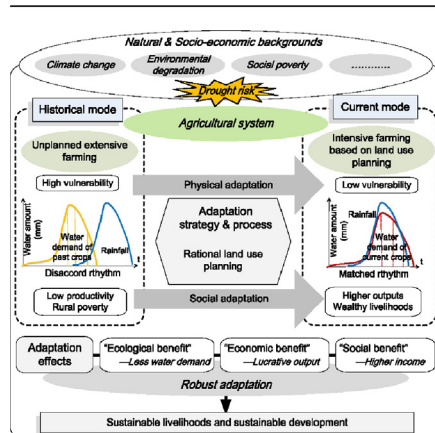 Natural & Socio-economic backgrounds
Climate change
Environmental
degradation
Social poverty
............
Drought risk
Historical mode
Current mode
Agricultural system
Unplanned extensive
farming
Intensive farming
based on land use
planning
High vulnerability
Physical adaptation
Low vulnerability
Water amount
(mm)
Water
demand of
past crops
Rainfall
t
Disaccord rhythm
Adaptation
strategy & process
Rational land use
planning
Water amount
(mm)
Rainfall
Water
demand of
current crops
t
Matched rhythm
Low productivity
Rural poverty
Social adaptation
Higher outputs
Wealthy livelihoods
Adaptation
effects
"Ecological benefit"
—Less water demand
"Economic benefit"
—Lucrative output
"Social benefit"
—Higher income
Robust adaptation
Sustainable livelihoods and sustainable development